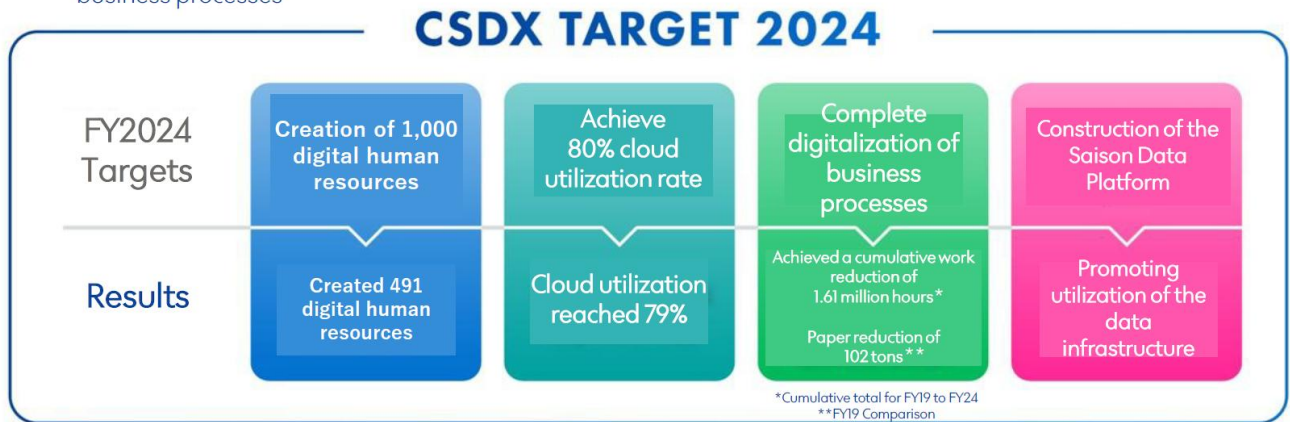 business processes
CSDX TARGET 2024
FY2024
Targets
Creation of 1,000
digital human
resources
Achieve
80% cloud
utilization rate
Complete
digitalization of
business
processes
Construction of the
Saison Data
Platform
Results
Created 491
digital human
resources
Cloud utilization
reached 79%
Achieved a cumulative work
reduction of
1.61 million hours*
Paper reduction of
102 tons**
Promoting
utilization of the
data
infrastructure
*Cumulative total for FY19 to FY24
**FY19 Comparison